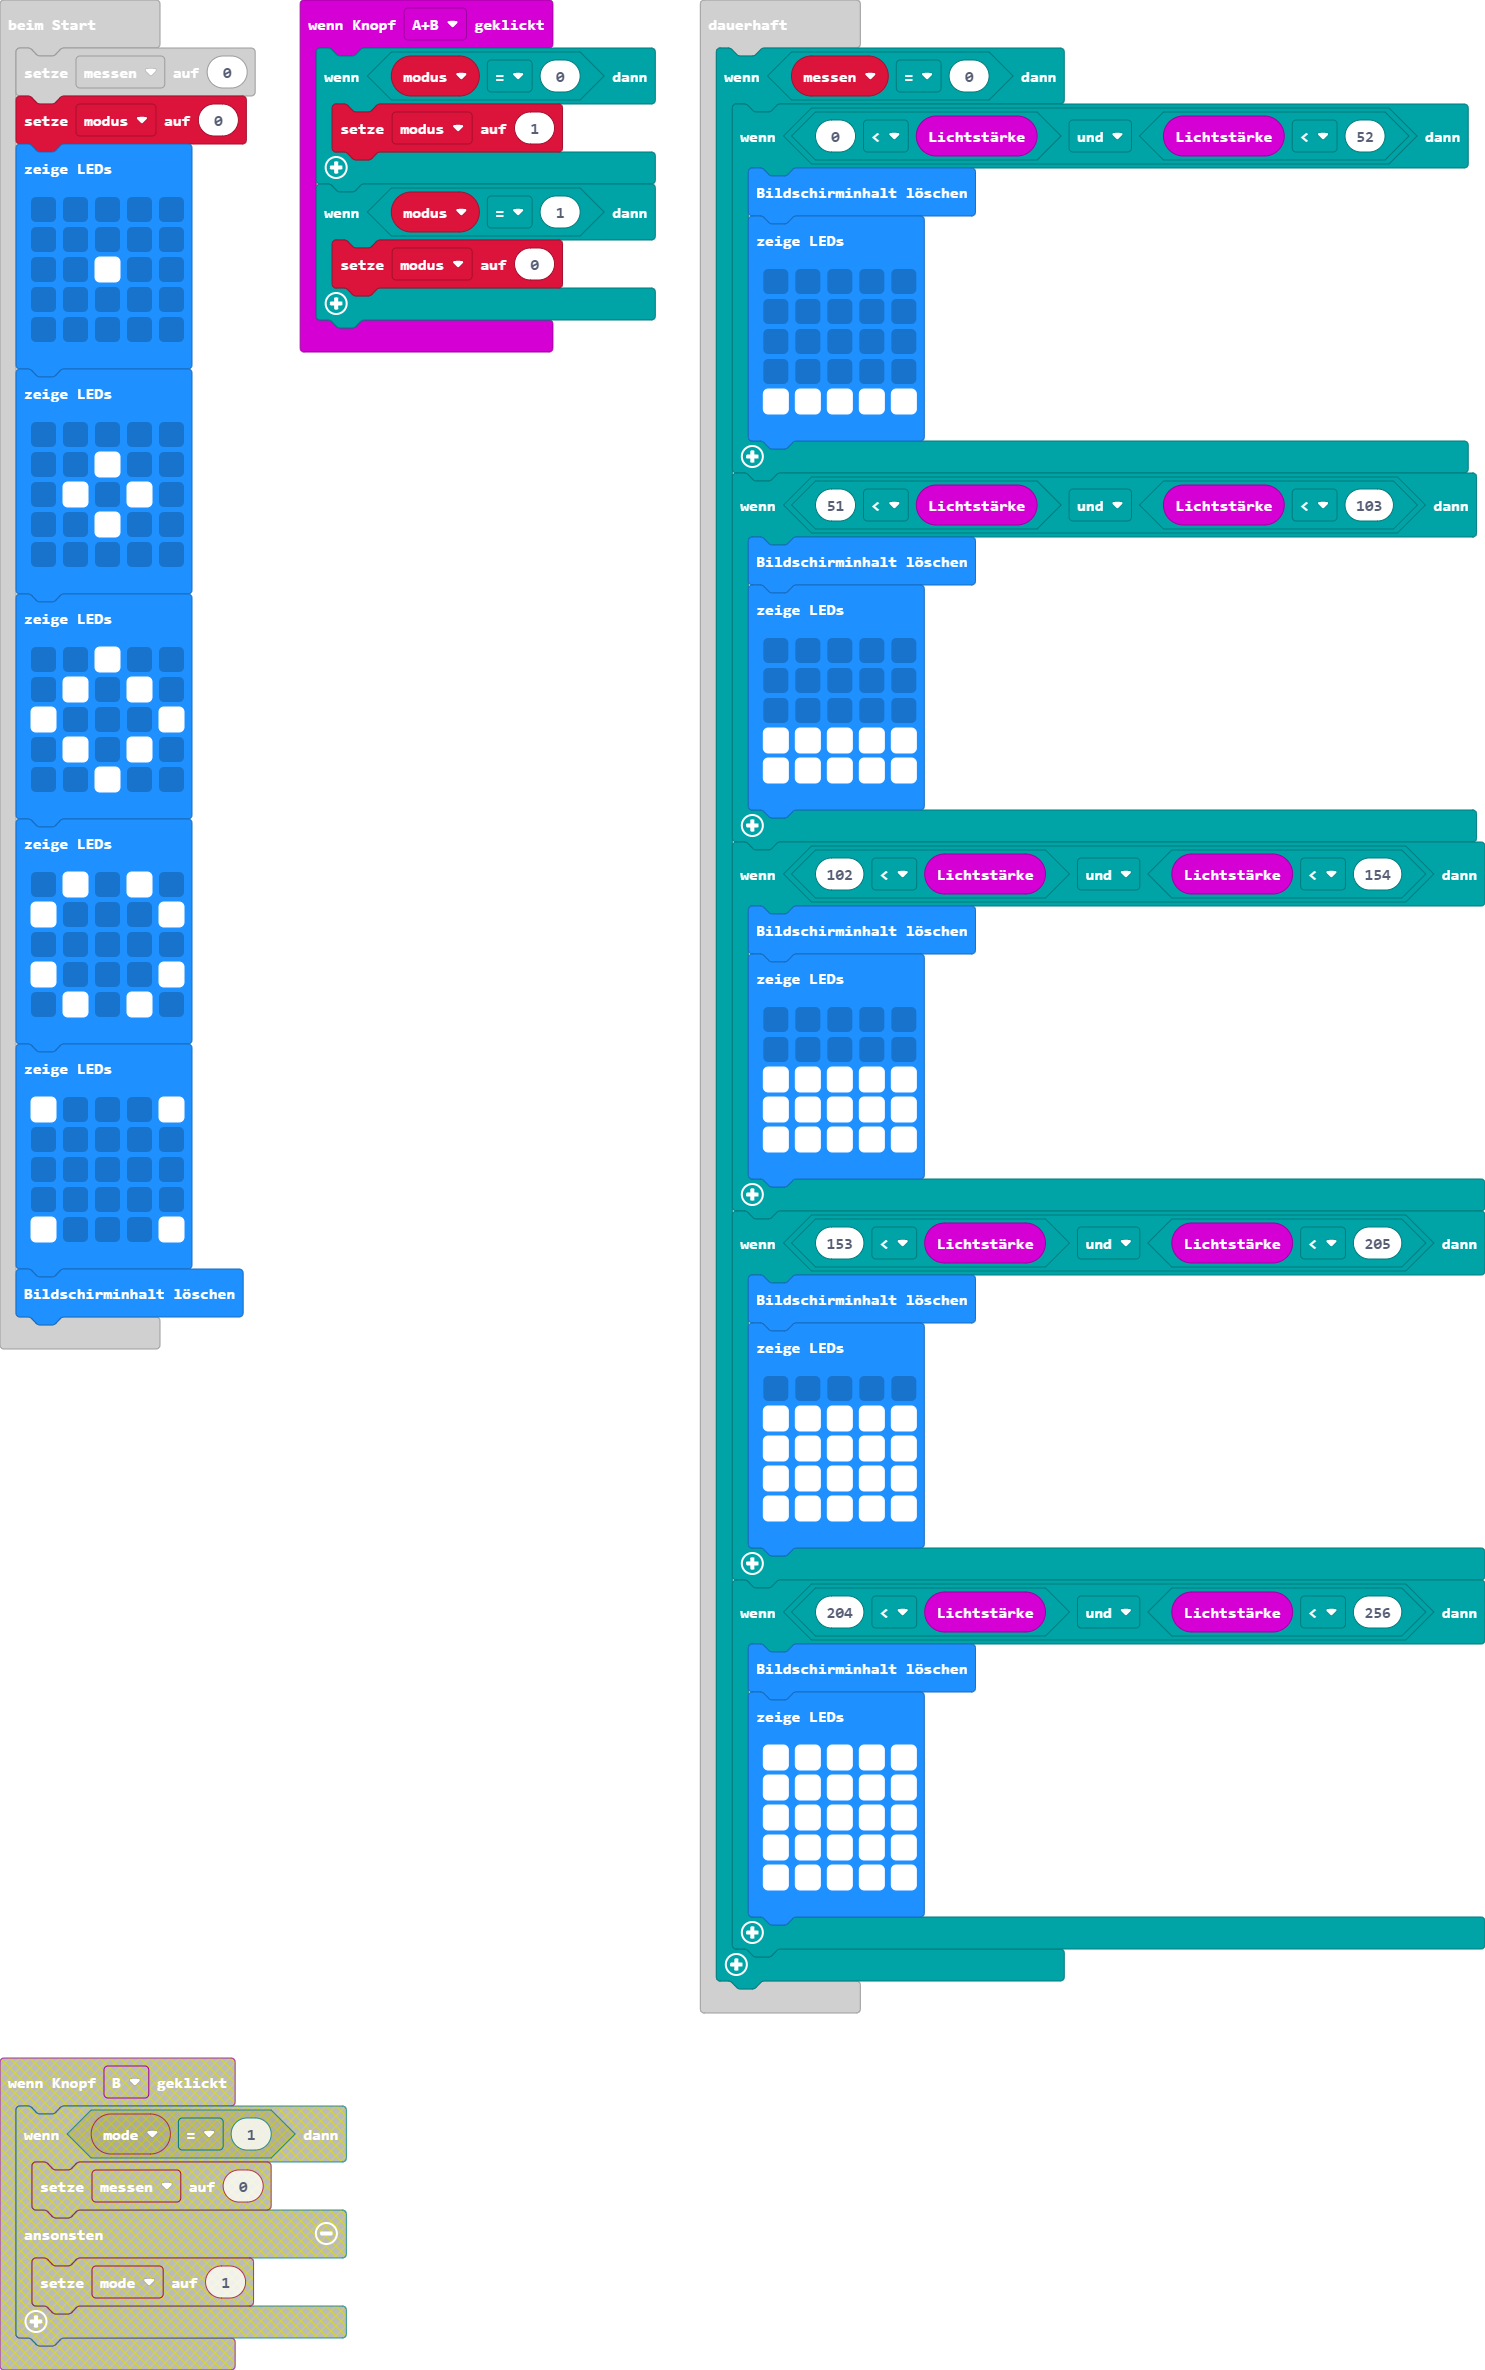 beim Start
setze messen auf 0
setze modus auf 0
zeige LEDs
zeige LEDs
zeige LEDs
zeige LEDs
zeige LEDs
Bildschirminhalt löschen
wenn Knopf A+B geklickt
wenn modus = 0 dann
setze modus auf 1
wenn modus = 1 dann
setze modus auf 0
dauerhaft
wenn messen = 0 dann
wenn 0 < Lichtstärke und Lichtstärke < 52 dann
Bildschirminhalt löschen
zeige LEDs
wenn 51 < Lichtstärke und Lichtstärke < 103 dann
Bildschirminhalt löschen
zeige LEDs
wenn 102 < Lichtstärke und Lichtstärke < 154 dann
Bildschirminhalt löschen
zeige LEDs
wenn 153 < Lichtstärke und Lichtstärke < 205 dann
Bildschirminhalt löschen
zeige LEDs
wenn 204 < Lichtstärke und Lichtstärke < 256 dann
Bildschirminhalt löschen
zeige LEDs
wenn Knopf B geklickt
wenn mode = 1 dann
setze messen auf 0
ansonsten
setze mode auf 1